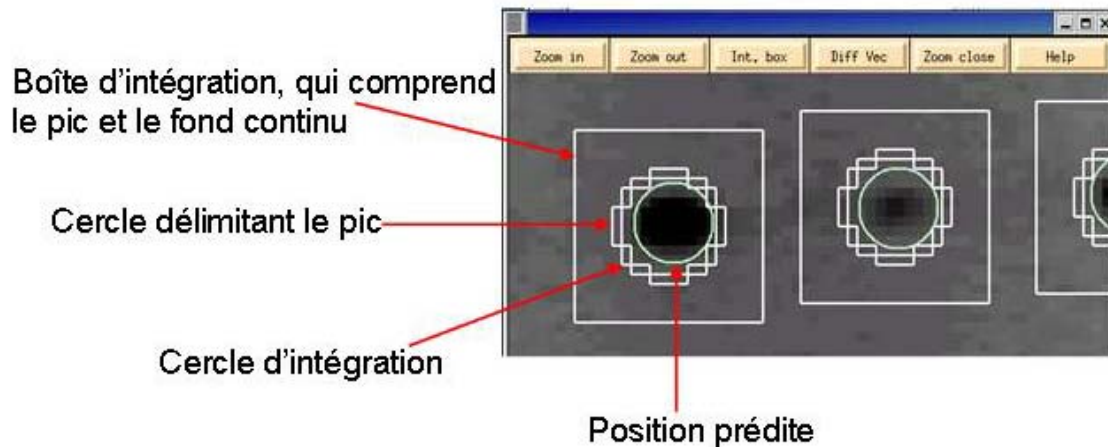 Zoom in
Zoom out
Int, box
Diff Vec
Zoom close
Help
Boîte d'intégration, qui comprend
le pic et le fond continu
Cercle délimitant le pic
Cercle d'intégration
Position prédite